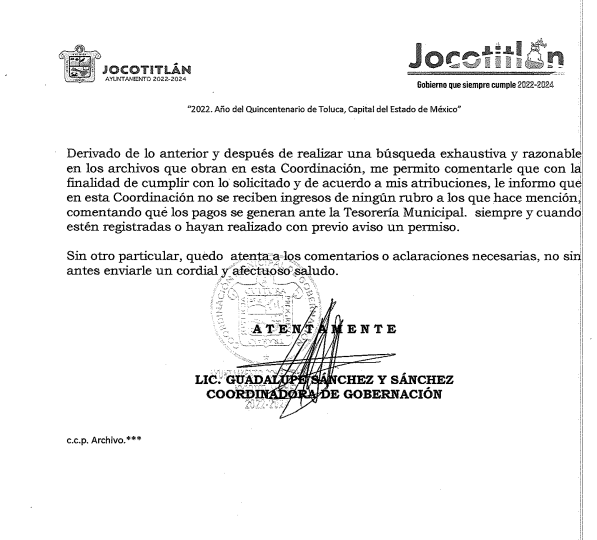 JOCOTITLÁN
AYUNTAMIENTO 2022-2024
Jocotitlán
Gobierno que siempre cumple 2022-2024
"2022. Año del Quincentenario de Toluca, Capital del Estado de México"
Derivado de lo anterior y después de realizar una búsqueda exhaustiva y razonable
en los archivos que obran en esta Coordinación, me permito comentarle que con la
finalidad de cumplir con lo solicitado y de acuerdo a mis atribuciones, le informo que
en esta Coordinación no se reciben ingresos de ningún rubro a los que hace mención,
comentando que los pagos se generan ante la Tesorería Municipal. siempre y cuando
estén registradas o hayan realizado con previo aviso un permiso.
Sin otro particular, quedo atenta a los comentarios o aclaraciones necesarias, no sin
antes enviarle un cordial y afectuoso saludo.
A T E N T A M E N T E
LIC. GUADALUPE SÁNCHEZ Y SÁNCHEZ
COORDINADORA DE GOBERNACIÓN
c.c.p. Archivo.***